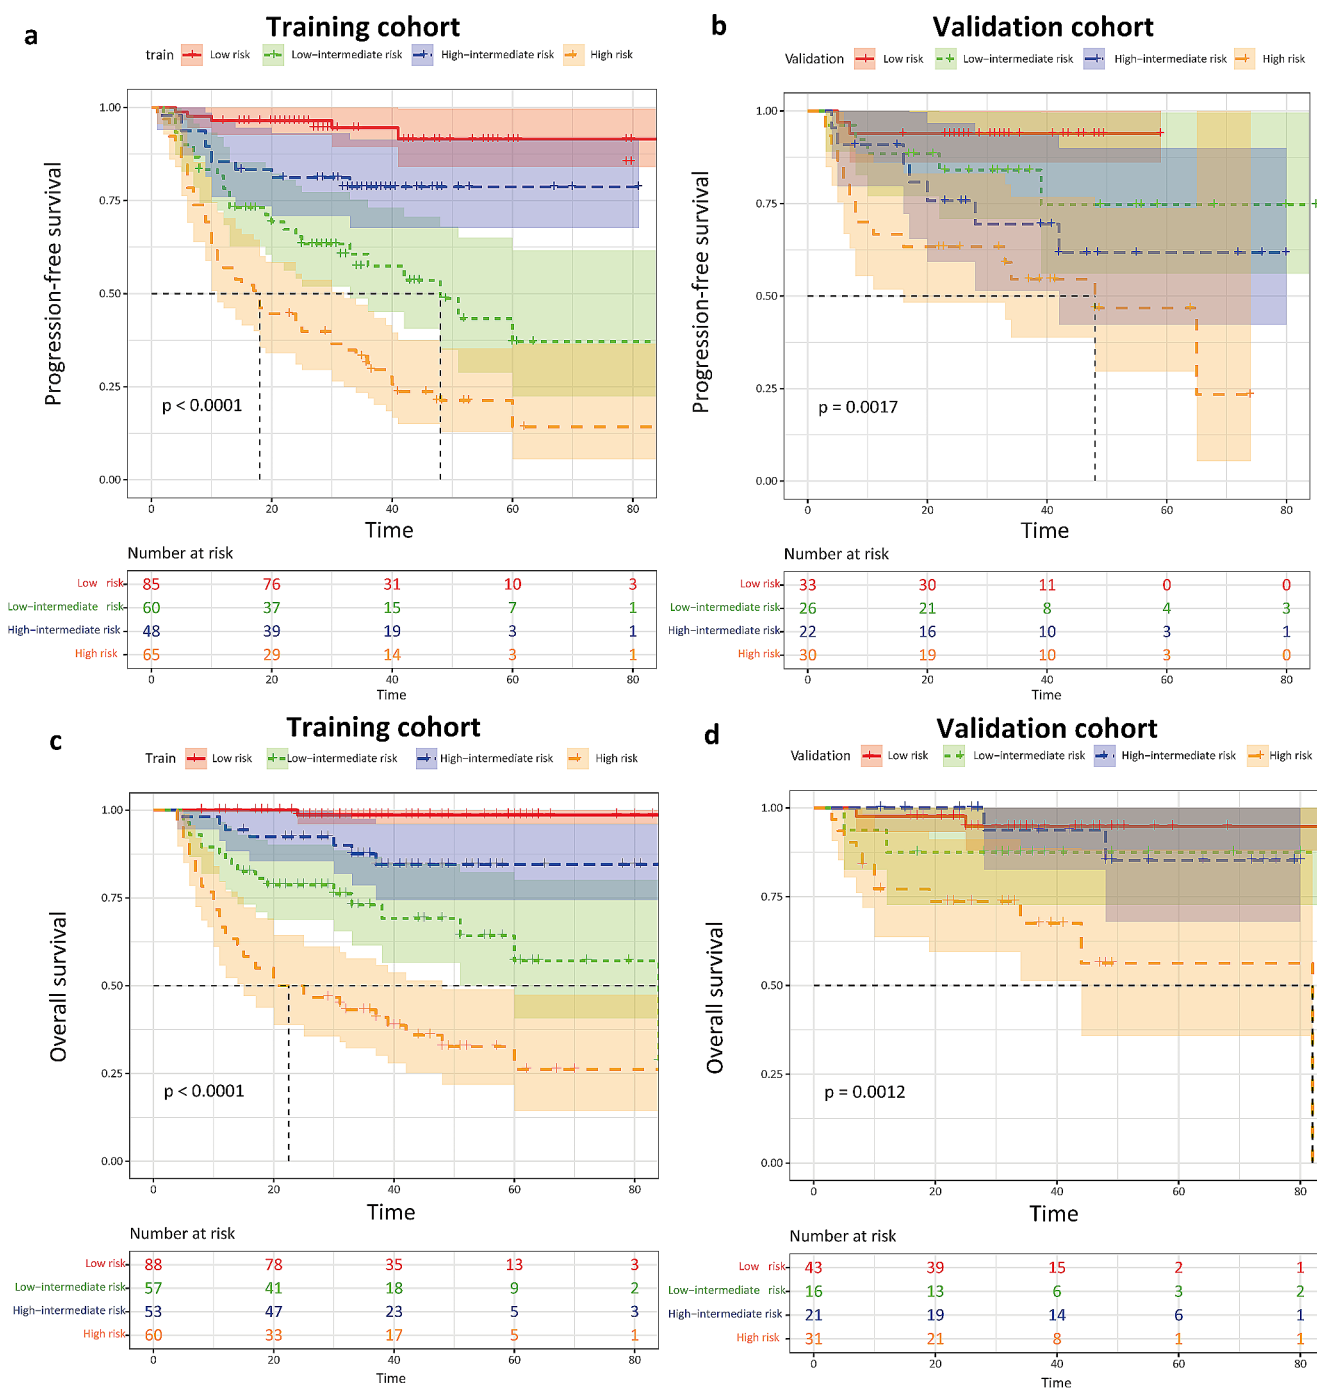 a
Training cohort
train Low risk Low-intermediate risk High-intermediate risk High risk
Progression-free survival
1.00
0.75
0.50
0.25
0.00
p < 0.0001
0 20 40 60 80
Time
Number at risk
Low risk 85 76 31 10 3
Low-intermediate risk 60 37 15 7 1
High-intermediate risk 48 39 19 3 1
High risk 65 29 14 3 1
0 20 40 60 80
Time
b
Validation cohort
Validation Low risk Low-intermediate risk High-intermediate risk High risk
Progression-free survival
1.00
0.75
0.50
0.25
0.00
p = 0.0017
0 20 40 60 80
Time
Number at risk
Low risk 33 30 11 0 0
Low-intermediate risk 26 21 8 4 3
High-intermediate risk 22 16 10 3 1
High risk 30 19 10 3 0
0 20 40 60 80
Time
c
Training cohort
Train Low risk Low-intermediate risk High-intermediate risk High risk
Overall survival
1.00
0.75
0.50
0.25
0.00
p < 0.0001
0 20 40 60 80
Time
Number at risk
Low risk 88 78 35 13 3
Low-intermediate risk 57 41 18 9 2
High-intermediate risk 53 47 23 5 3
High risk 60 33 17 5 1
0 20 40 60 80
Time
d
Validation cohort
Validation Low risk Low-intermediate risk High-intermediate risk High risk
Overall survival
1.00
0.75
0.50
0.25
0.00
p = 0.0012
0 20 40 60 80
Time
Number at risk
Low risk 43 39 15 2 1
Low-intermediate risk 16 13 6 3 2
High-intermediate risk 21 19 14 6 1
High risk 31 21 8 1 1
0 20 40 60 80
Time